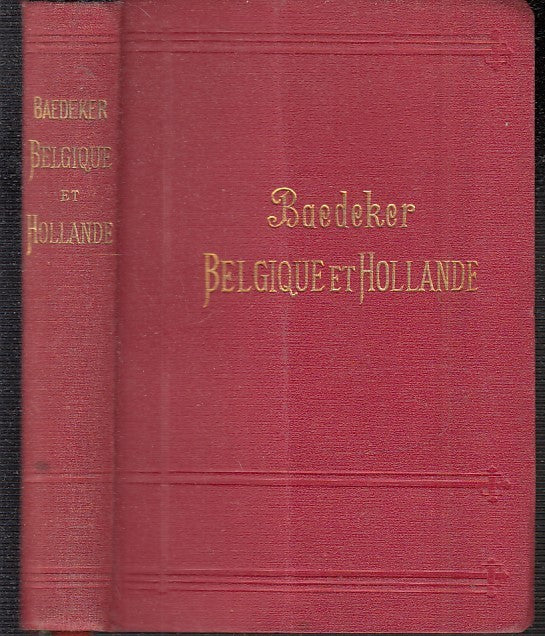 BAEDEKER
BELGIQUE
ET
HOLLANDE
Baedeker
BELGIQUE ET HOLLANDE